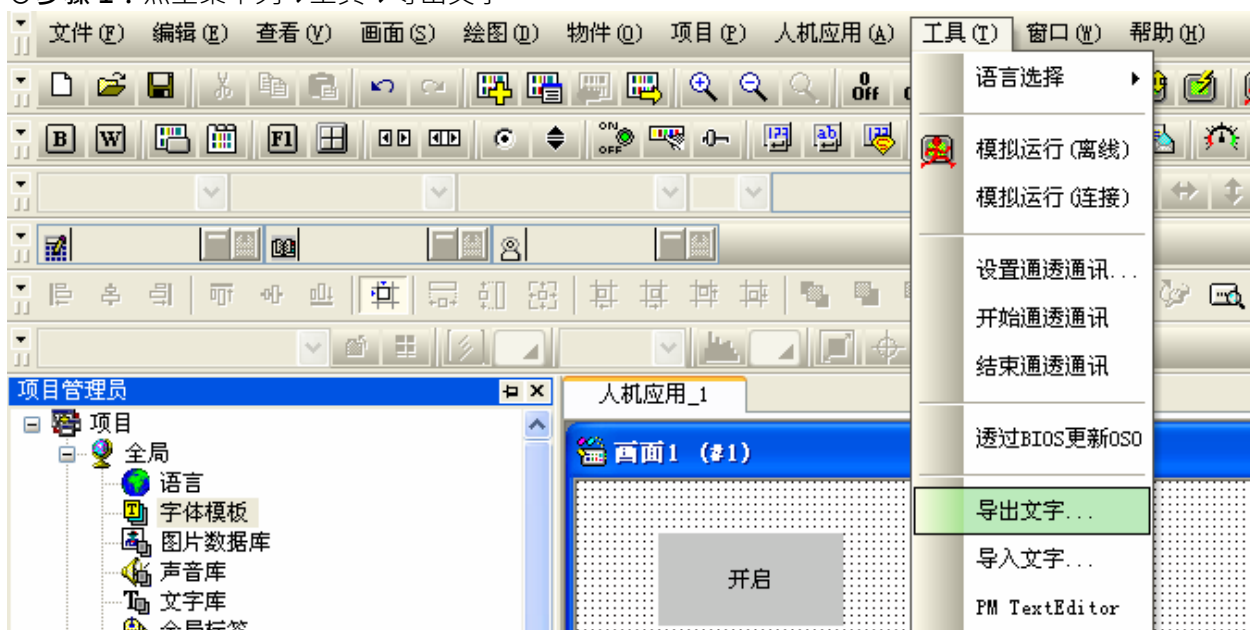 文件(F) 编辑(E) 查看(V) 画面(S) 绘图(D) 物件(O) 项目(P) 人机应用(A) 工具(T) 窗口(W) 帮助(H)
语言选择
模拟运行(离线)
模拟运行(连接)
设置通透通讯...
开始通透通讯
结束通透通讯
透过BIOS更新OSO
导出文字...
导入文字...
PM TextEditor
项目管理员
项目
全局
语言
字体模板
图片数据库
声音库
文字库
人机应用_1
画面1 (#1)
开启